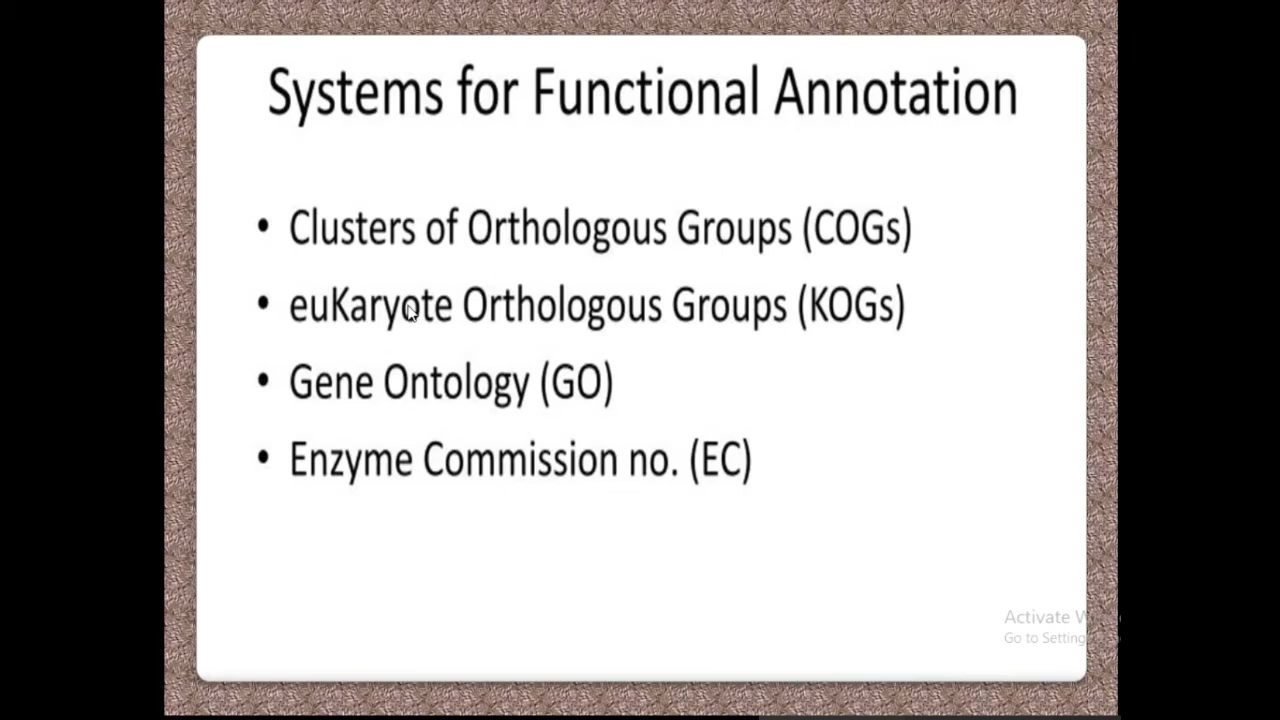 Systems for Functional Annotation
• Clusters of Orthologous Groups (COGs)
• euKaryote Orthologous Groups (KOGs)
• Gene Ontology (GO)
• Enzyme Commission no. (EC)
Activate W
Go to Setting